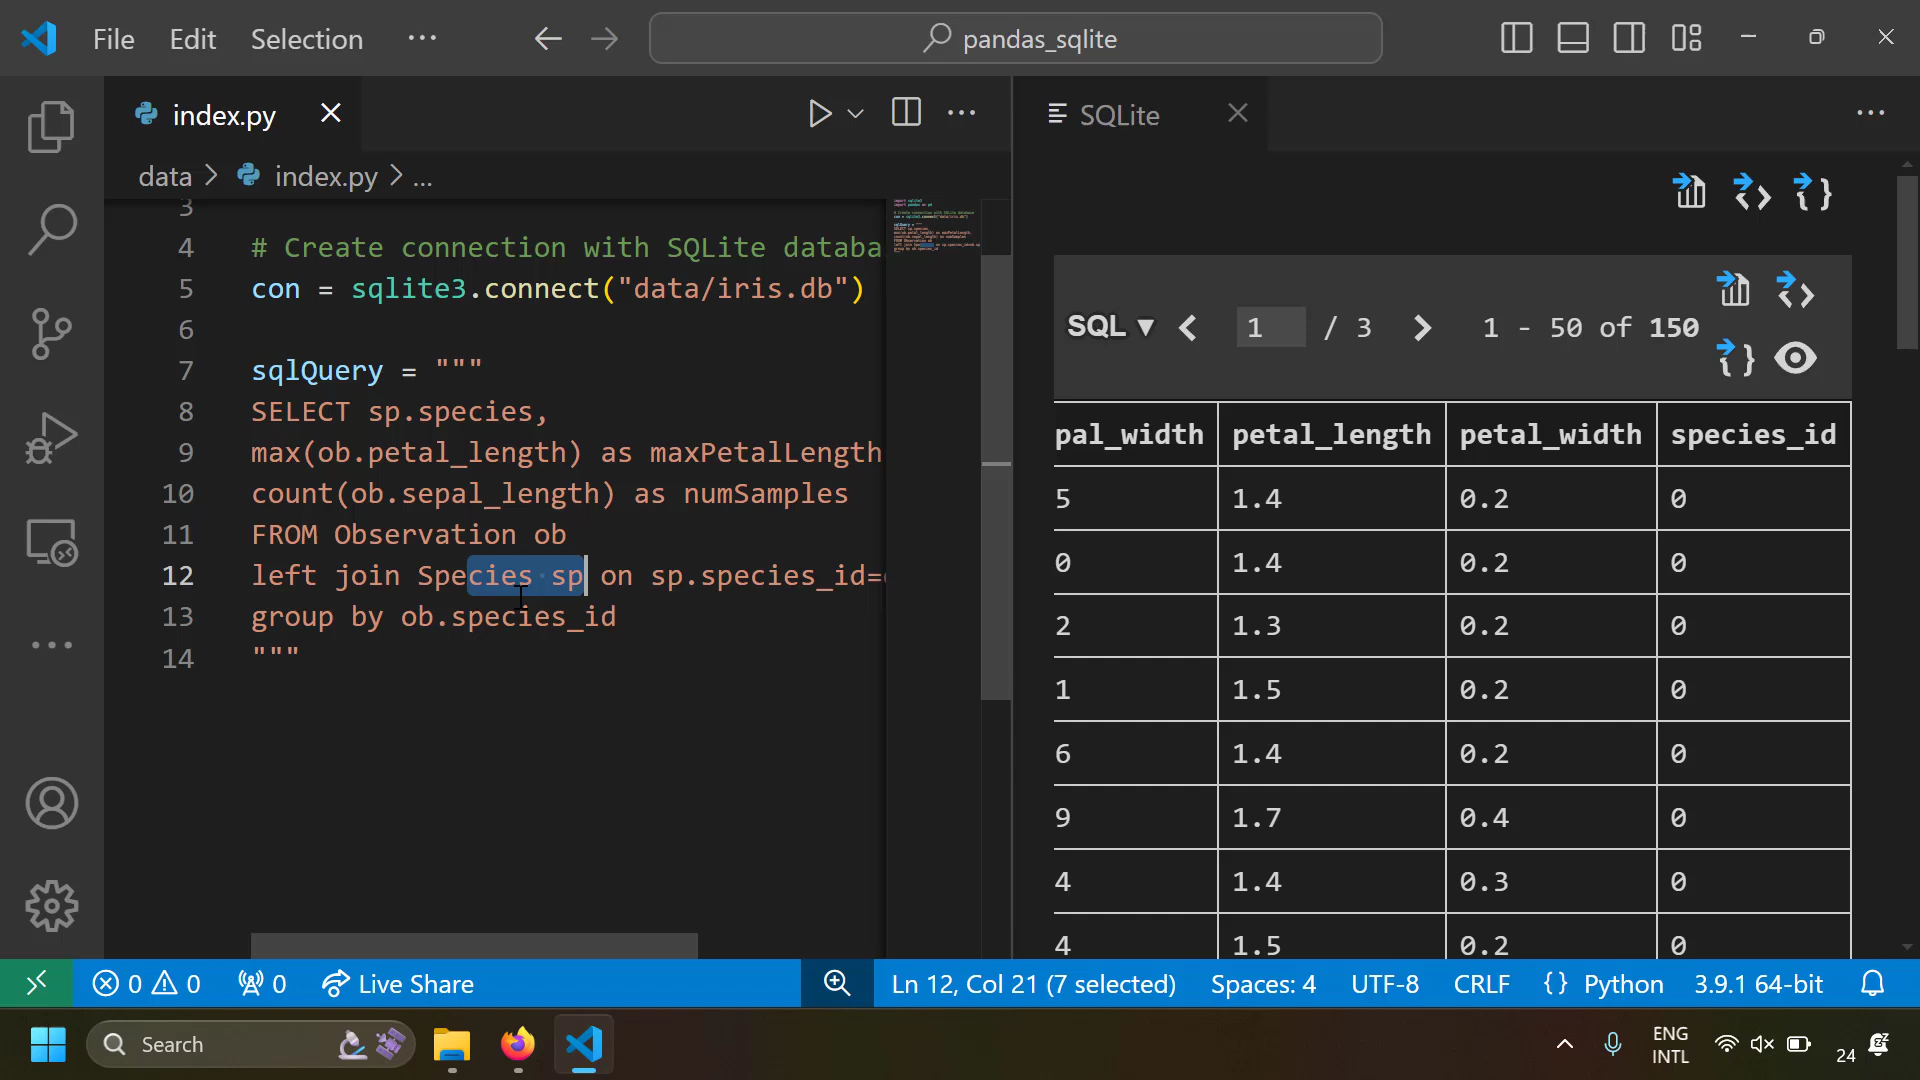 File Edit Selection ··· pandas_sqlite
index.py
data > index.py > ...
3
4 # Create connection with SQLite databa
5 con = sqlite3.connect("data/iris.db")
6
7 sqlQuery = """
8 SELECT sp.species,
9 max(ob.petal_length) as maxPetalLength
10 count(ob.sepal_length) as numSamples
11 FROM Observation ob
12 left join Species sp on sp.species_id=
13 group by ob.species_id
14 """
SQLite
SQL ▼ 1 / 3 1 - 50 of 150
pal_width petal_length petal_width species_id
5 1.4 0.2 0
0 1.4 0.2 0
2 1.3 0.2 0
1 1.5 0.2 0
6 1.4 0.2 0
9 1.7 0.4 0
4 1.4 0.3 0
4 1.5 0.2 0
0 0 0 Live Share Ln 12, Col 21 (7 selected) Spaces: 4 UTF-8 CRLF {} Python 3.9.1 64-bit
Search
ENG
INTL
24